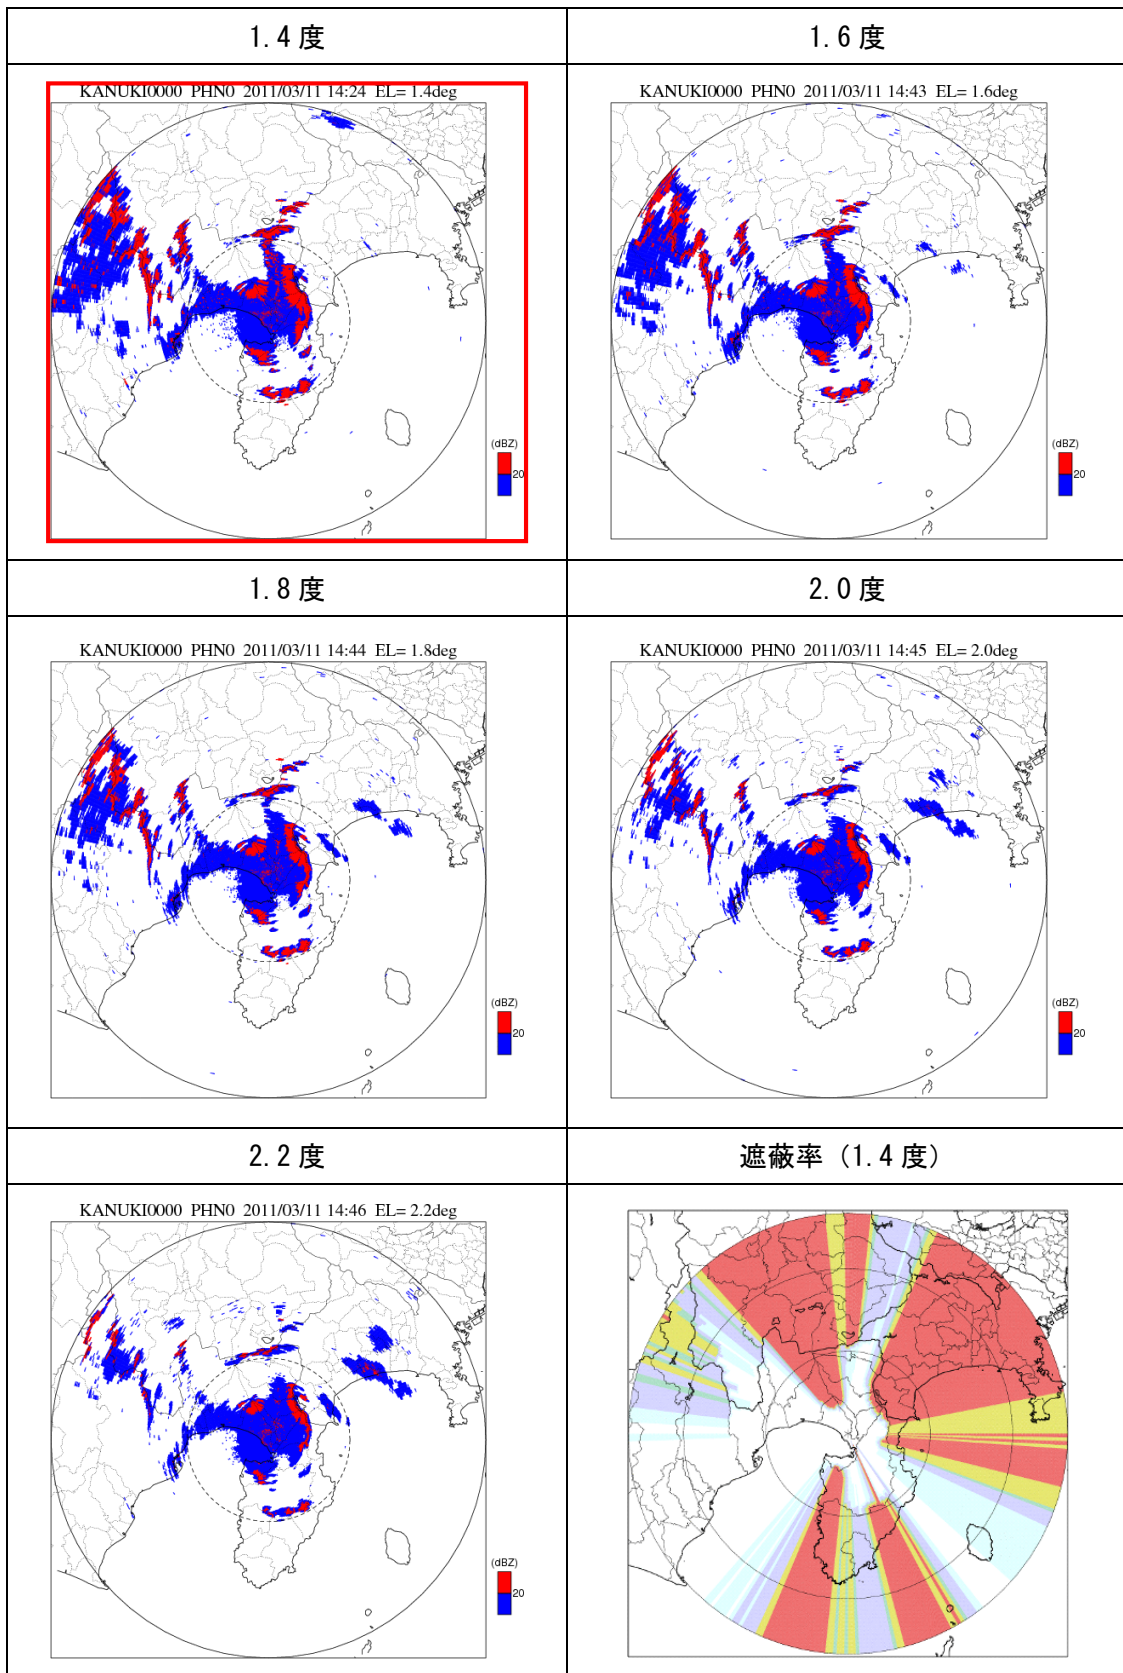 1.4 度
1.6 度
KANUKI0000 PHN0 2011/03/11 14:24 EL= 1.4deg
(dBZ)
20
KANUKI0000 PHN0 2011/03/11 14:43 EL= 1.6deg
(dBZ)
20
1.8 度
2.0 度
KANUKI0000 PHN0 2011/03/11 14:44 EL= 1.8deg
(dBZ)
20
KANUKI0000 PHN0 2011/03/11 14:45 EL= 2.0deg
(dBZ)
20
2.2 度
遮蔽率（1.4 度）
KANUKI0000 PHN0 2011/03/11 14:46 EL= 2.2deg
(dBZ)
20